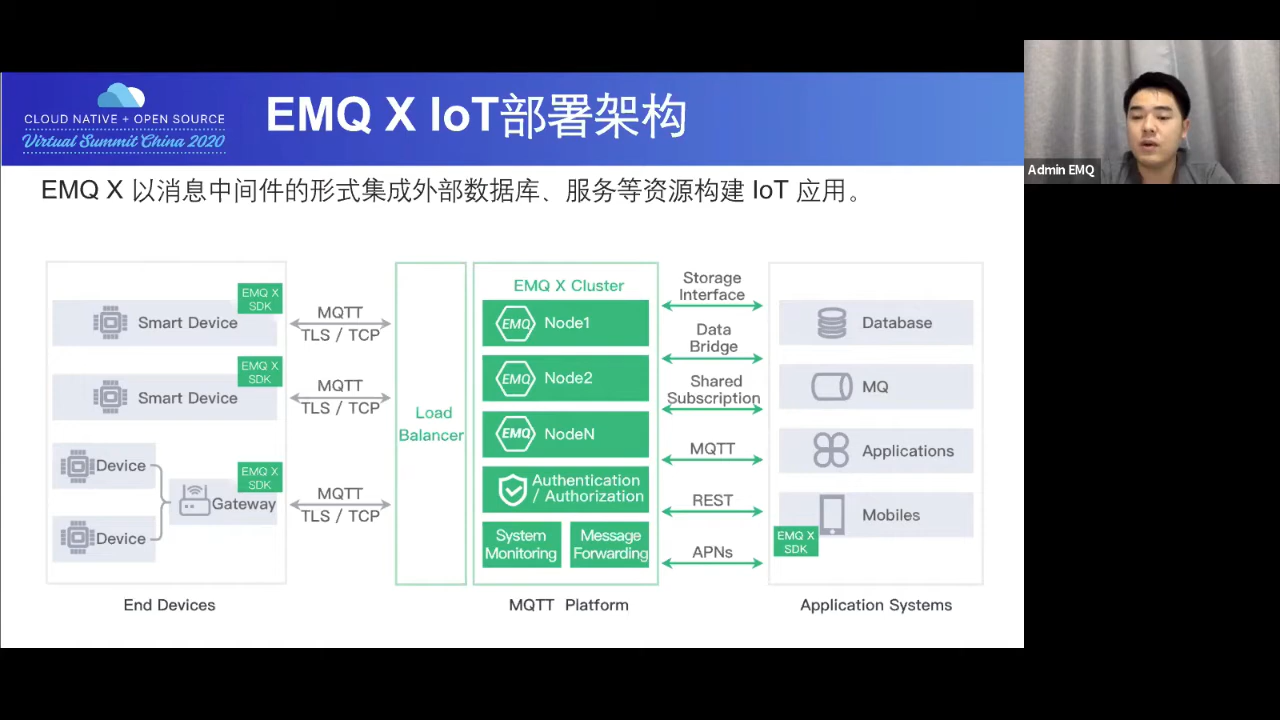 CLOUD NATIVE + OPEN SOURCE
Virtual Summit China 2020
EMQ X IoT部署架构
Admin EMQ
EMQ X 以消息中间件的形式集成外部数据库、服务等资源构建 IoT 应用。
EMQ X
SDK
Smart Device
EMQ X
SDK
Smart Device
Device
Device
EMQ X
SDK
Gateway
End Devices
MQTT
TLS / TCP
MQTT
TLS / TCP
MQTT
TLS / TCP
Load
Balancer
EMQ X Cluster
EMQ Node1
EMQ Node2
EMQ NodeN
Authentication
/ Authorization
System
Monitoring
Message
Forwarding
MQTT Platform
Storage
Interface
Data
Bridge
Shared
Subscription
MQTT
REST
APNs
Database
MQ
Applications
Mobiles
EMQ X
SDK
Application Systems